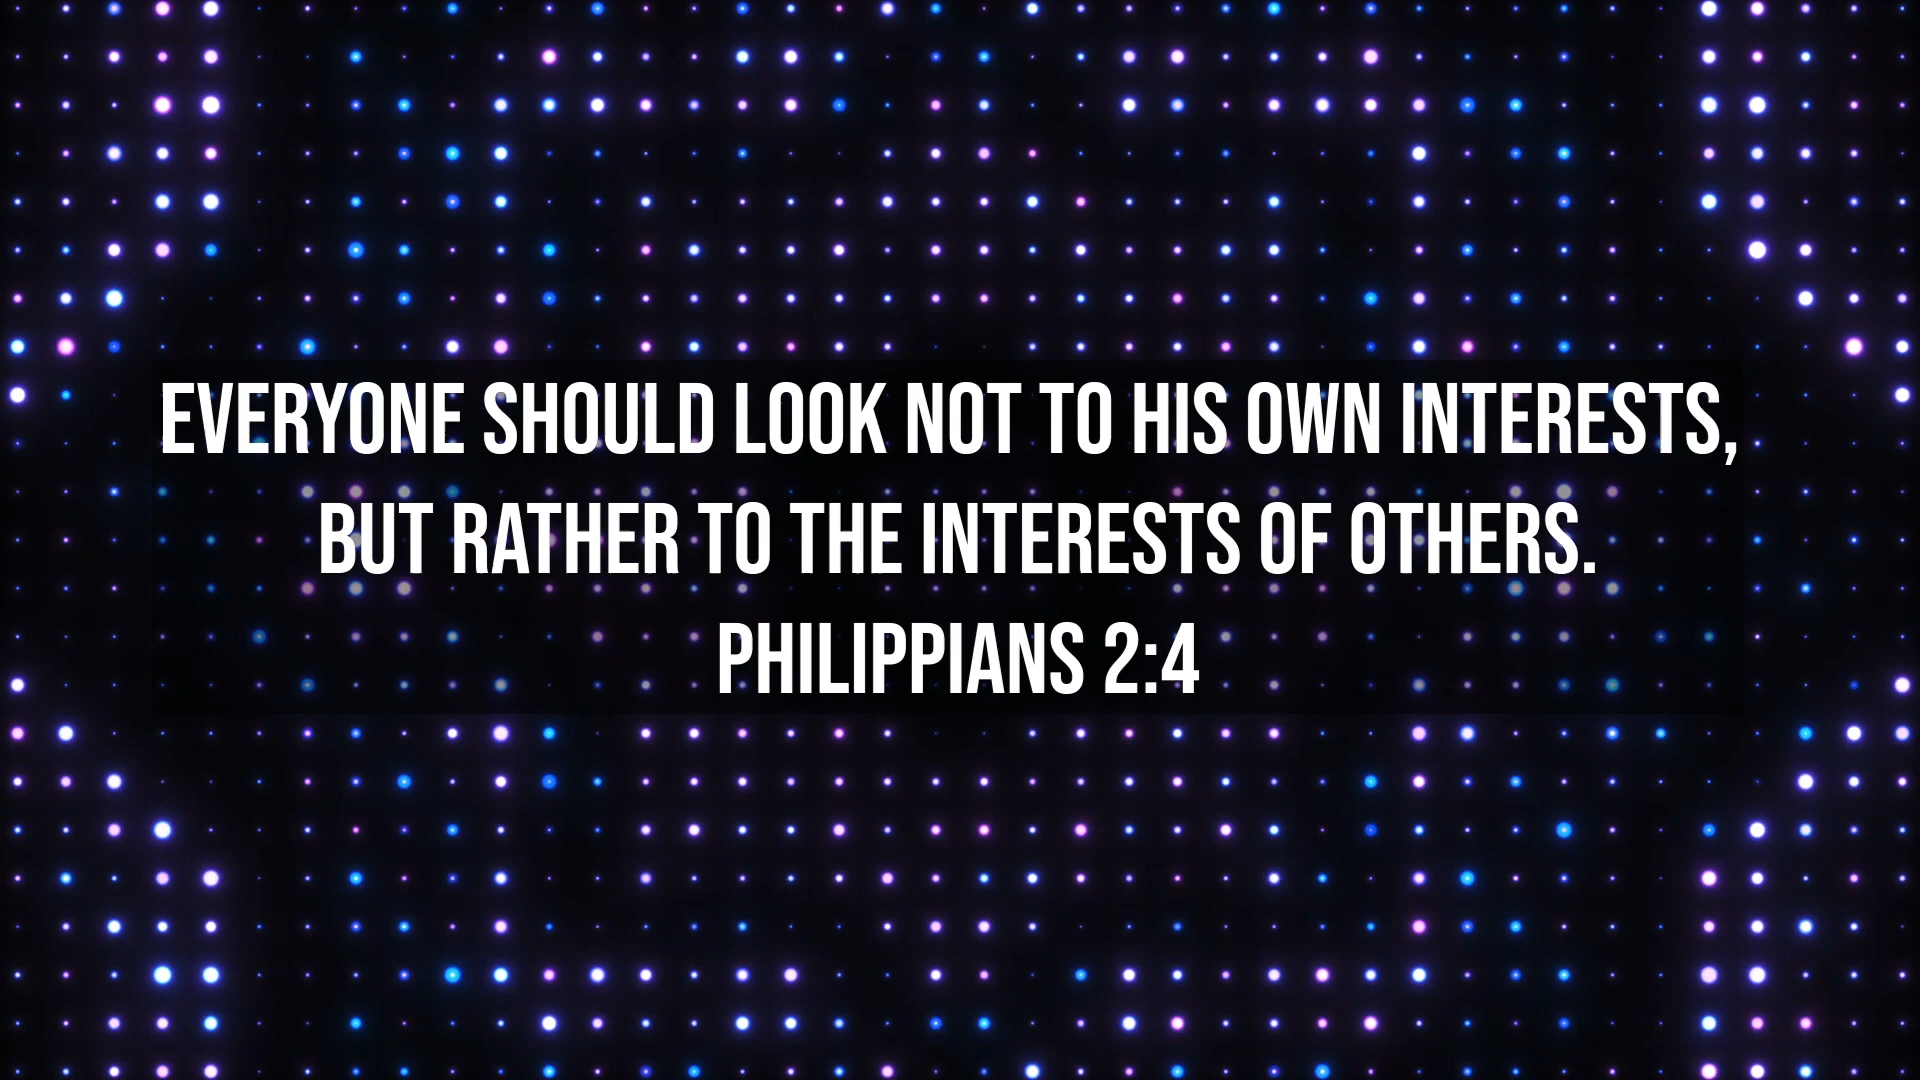 EVERYONE SHOULD LOOK NOT TO HIS OWN INTERESTS,
BUT RATHER TO THE INTERESTS OF OTHERS.
PHILIPPIANS 2:4